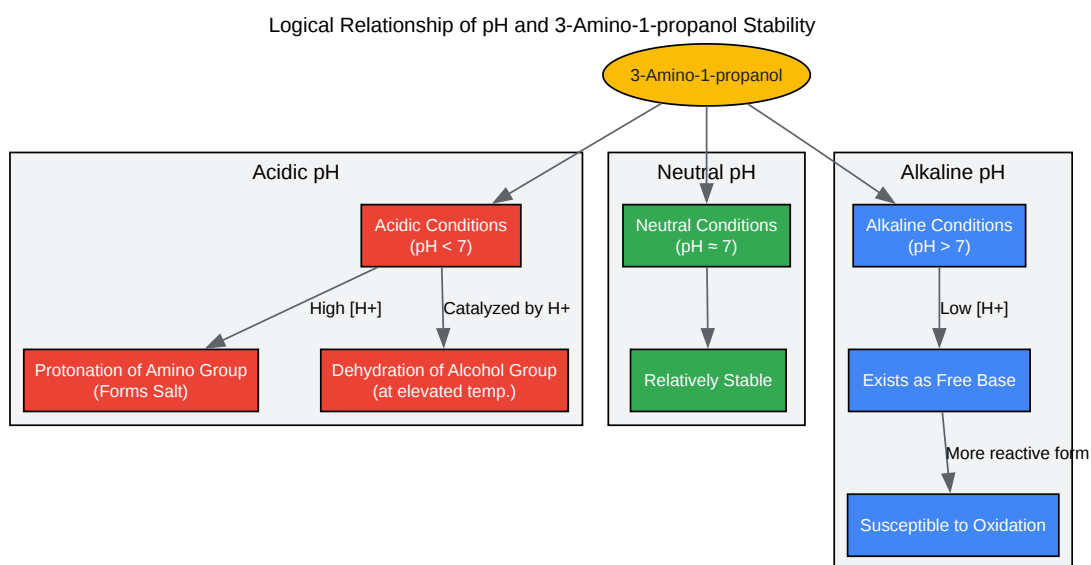 Logical Relationship of pH and 3-Amino-1-propanol Stability
3-Amino-1-propanol
Acidic pH
Neutral pH
Alkaline pH
Acidic Conditions
(pH < 7)
Neutral Conditions
(pH ≈ 7)
Alkaline Conditions
(pH > 7)
High [H+]
Catalyzed by H+
Low [H+]
Protonation of Amino Group
(Forms Salt)
Dehydration of Alcohol Group
(at elevated temp.)
Relatively Stable
Exists as Free Base
More reactive form
Susceptible to Oxidation